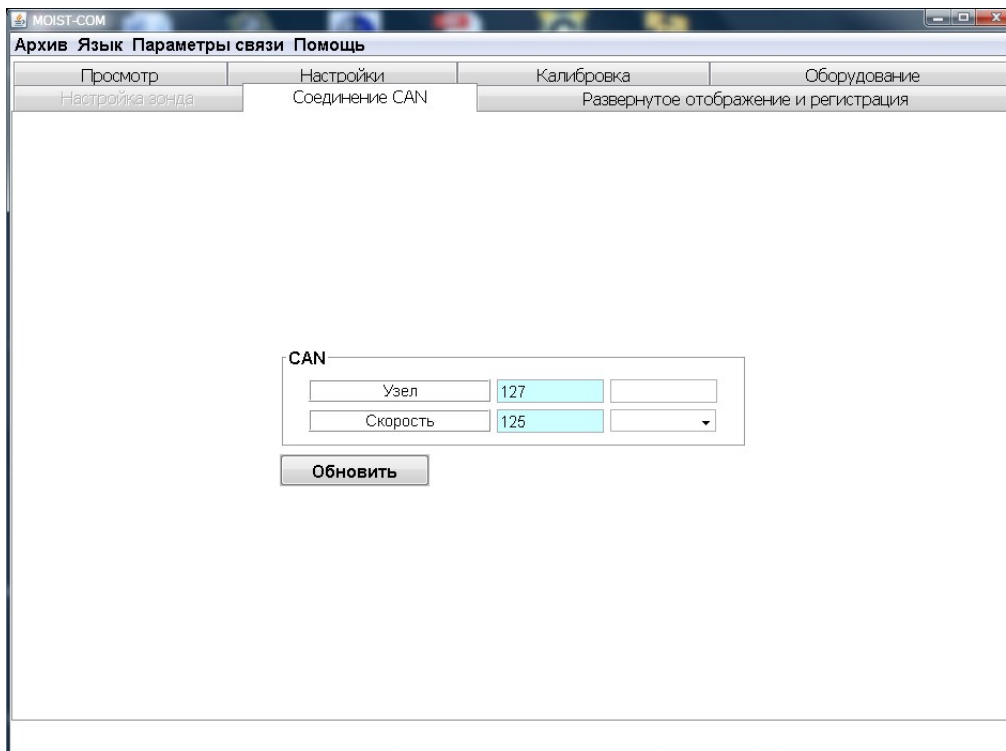 MOIST-COM
Архив Язык Параметры связи Помощь
Просмотр Настройки Калибровка Оборудование
Настройка зонда Соединение CAN Развернутое отображение и регистрация
CAN
Узел 127
Скорость 125
Обновить